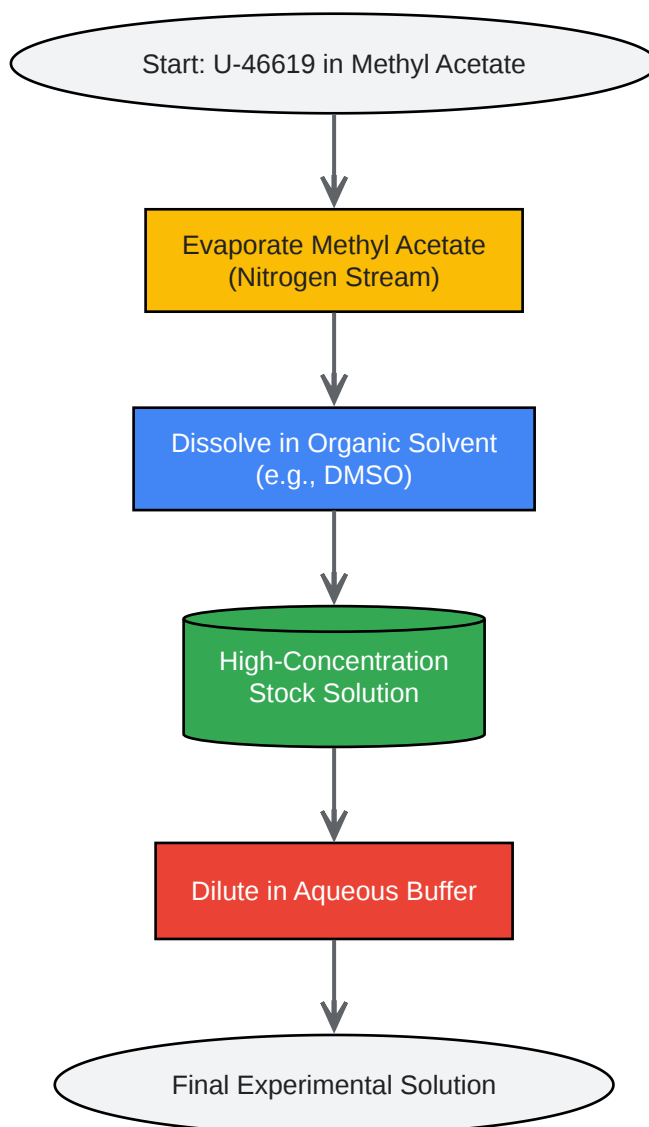 Start: U-46619 in Methyl Acetate
Evaporate Methyl Acetate
(Nitrogen Stream)
Dissolve in Organic Solvent
(e.g., DMSO)
High-Concentration
Stock Solution
Dilute in Aqueous Buffer
Final Experimental Solution